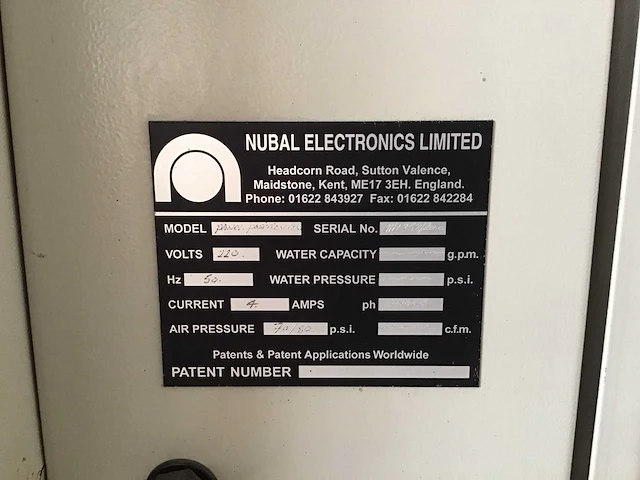 NUBAL ELECTRONICS LIMITED
Headcorn Road, Sutton Valence,
Maidstone, Kent, ME17 3EH. England.
Phone: 01622 843927 Fax: 01622 842284
MODEL SERIAL No.
VOLTS 220. WATER CAPACITY g.p.m.
Hz 50. WATER PRESSURE p.s.i.
CURRENT 4 AMPS ph
AIR PRESSURE 70/80 p.s.i. c.f.m.
Patents & Patent Applications Worldwide
PATENT NUMBER